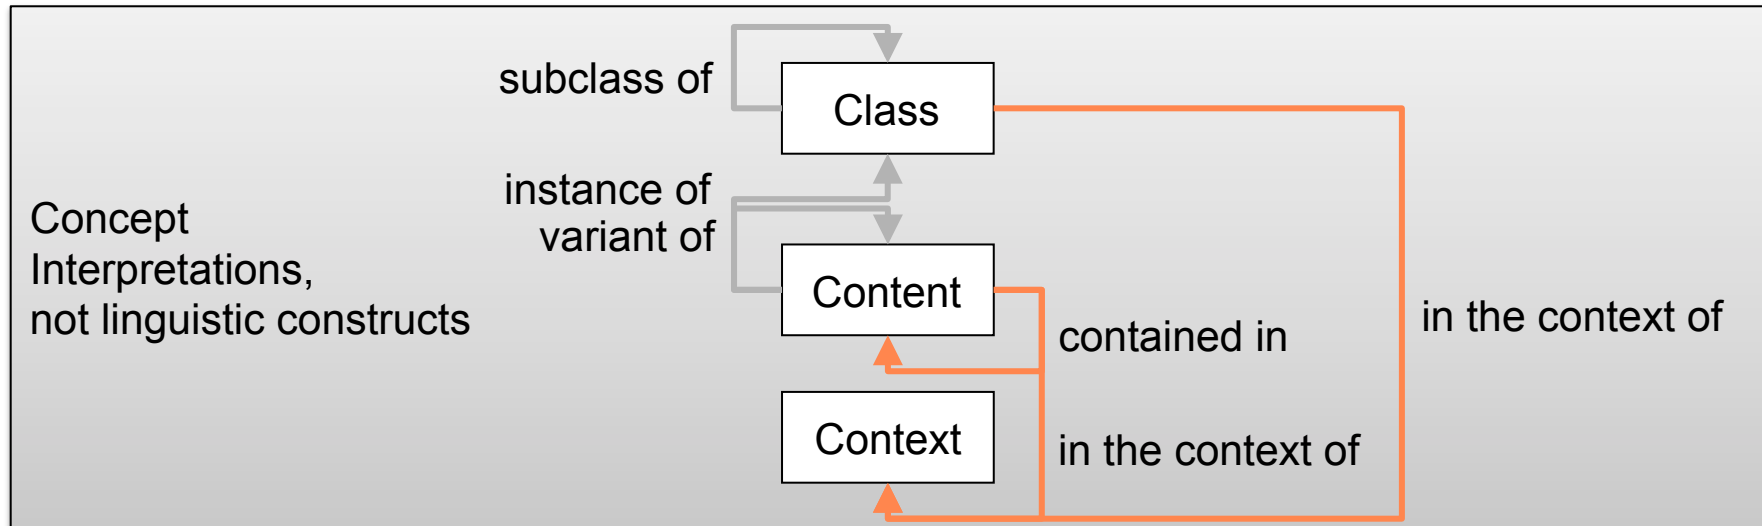 subclass of
Class
instance of
variant of
Concept
Interpretations,
not linguistic constructs
Content
contained in
in the context of
Context
in the context of